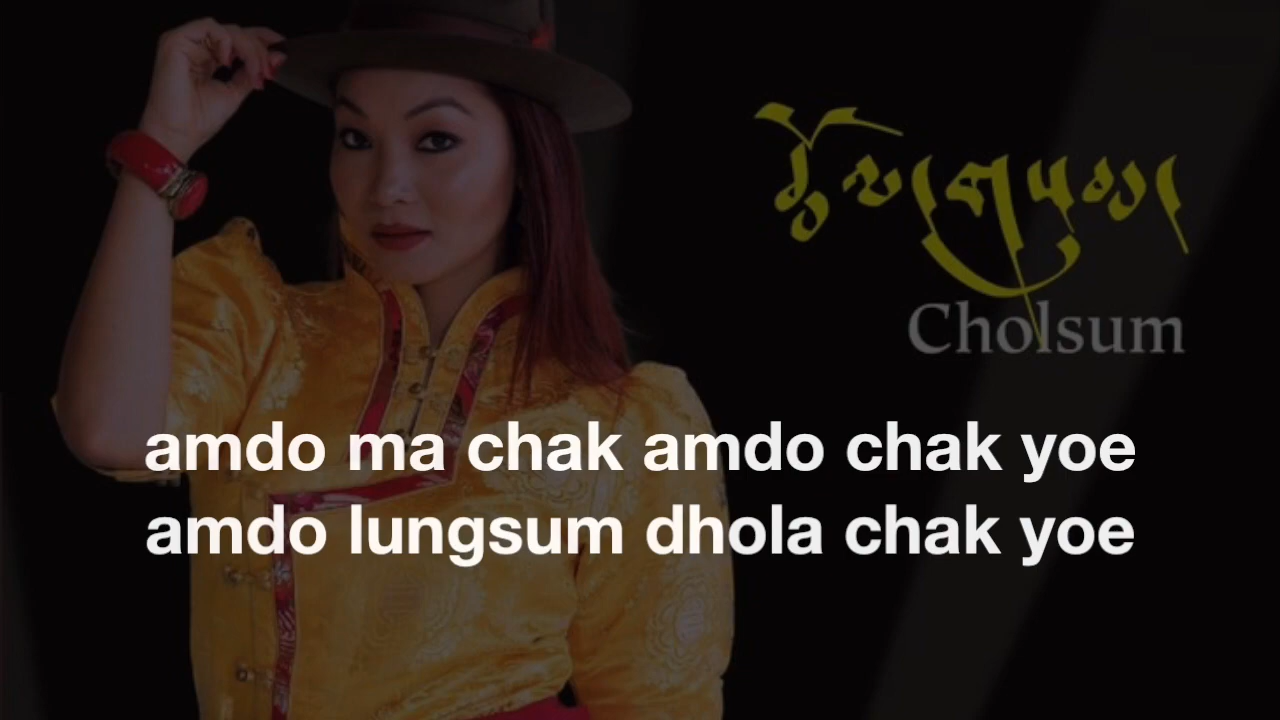 ཆོལ་གསུམ།
Cholsum
amdo ma chak amdo chak yoe
amdo lungsum dhola chak yoe